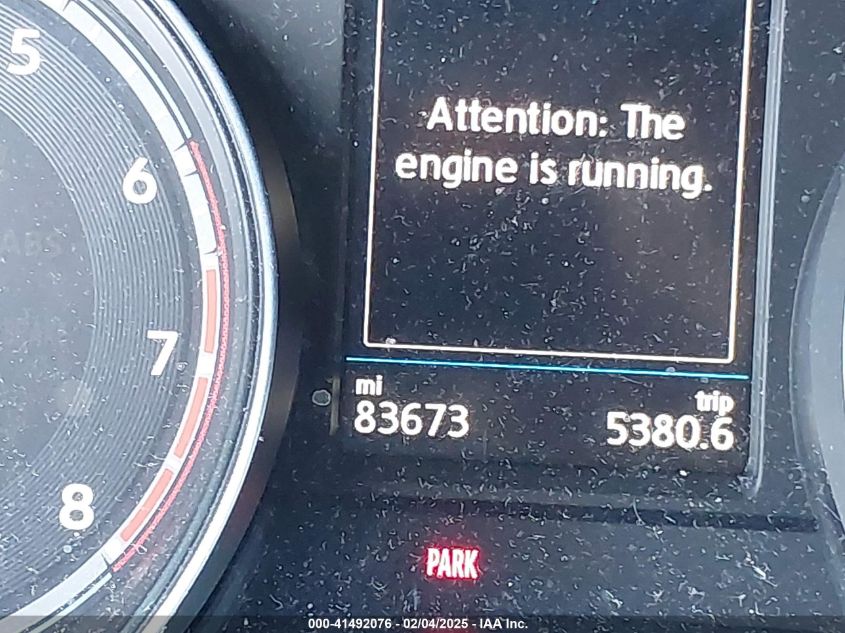 5
6
7
8
ABS
Attention: The
engine is running.
mi
83673
trip
5380.6
PARK
000-41492076 - 02/04/2025 - IAA Inc.